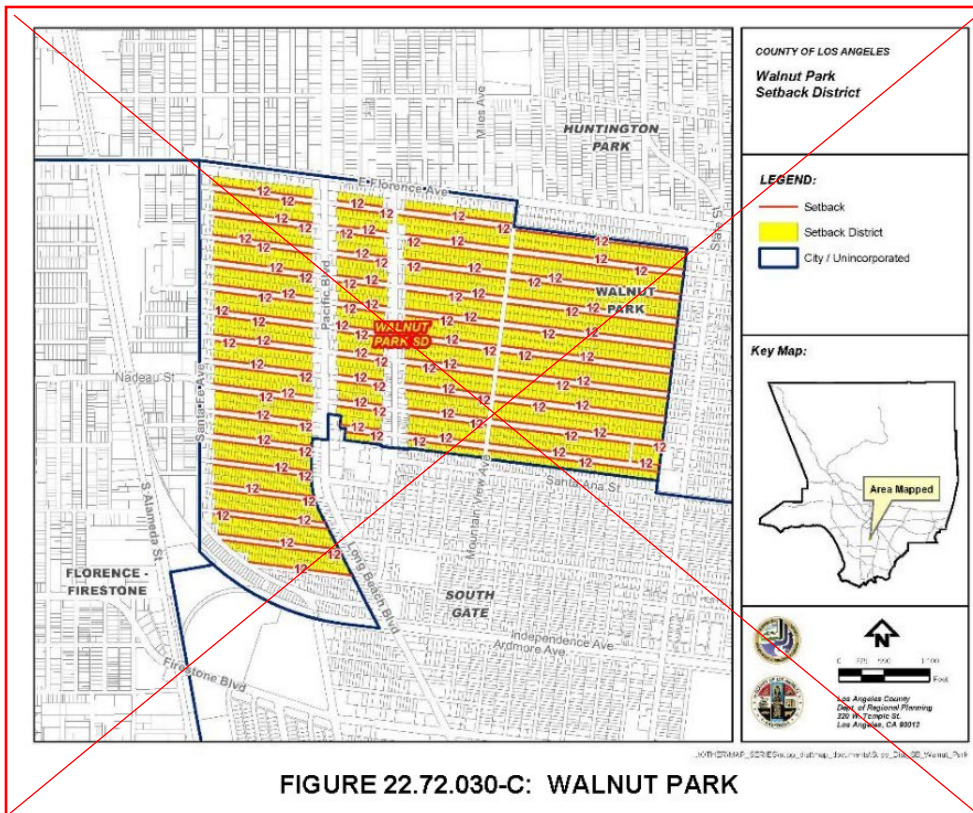 COUNTY OF LOS ANGELES
Walnut Park
Setback District
LEGEND:
Setback
Setback District
City / Unincorporated
Key Map:
Area Mapped
N
Feet
Los Angeles County
Dept. of Regional Planning
320 W. Temple St.
Los Angeles, CA 90012
Miles Ave
HUNTINGTON
PARK
State St
E Florence Ave
Pacific Blvd
WALNUT
PARK
WALNUT
PARK SD
12
Nadeau St
Santa Fe Ave
S Alameda St
Santa Ana St
Mountain View Ave
Long Beach Blvd
FLORENCE -
FIRESTONE
SOUTH
GATE
Independence Ave
Ardmore Ave
Firestone Blvd
FIGURE 22.72.030-C: WALNUT PARK